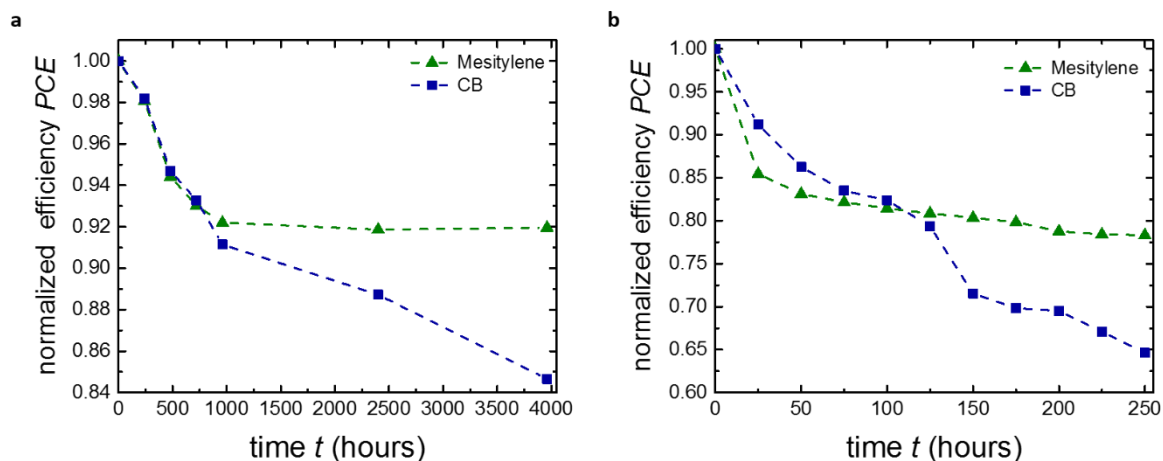 a
normalized efficiency PCE
1.00
0.98
0.96
0.94
0.92
0.90
0.88
0.86
0.84
Mesitylene
CB
0 500 1000 1500 2000 2500 3000 3500 4000
time t (hours)
b
normalized efficiency PCE
1.00
0.95
0.90
0.85
0.80
0.75
0.70
0.65
0.60
Mesitylene
CB
0 50 100 150 200 250
time t (hours)